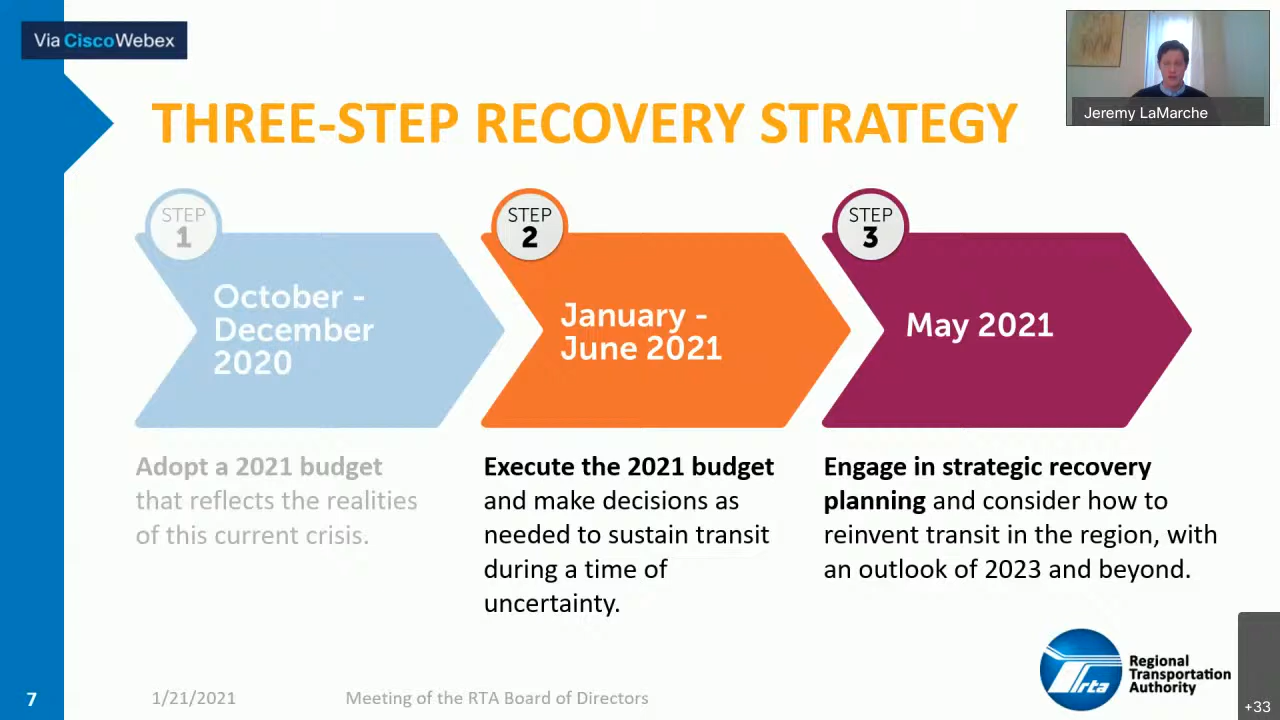 Via CiscoWebex
Jeremy LaMarche
THREE-STEP RECOVERY STRATEGY
STEP
1
October -
December
2020
Adopt a 2021 budget
that reflects the realities
of this current crisis.
STEP
2
January -
June 2021
Execute the 2021 budget
and make decisions as
needed to sustain transit
during a time of
uncertainty.
STEP
3
May 2021
Engage in strategic recovery
planning and consider how to
reinvent transit in the region, with
an outlook of 2023 and beyond.
7
1/21/2021
Meeting of the RTA Board of Directors
rta
Regional
Transportation
Authority
+33